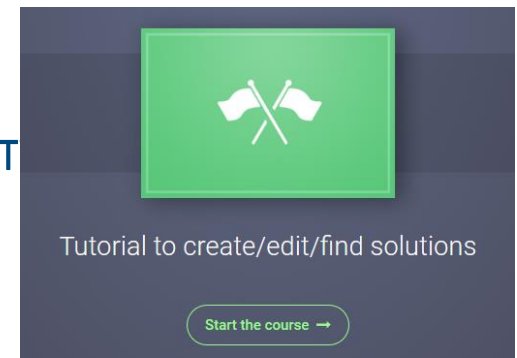 T
Tutorial to create/edit/find solutions
Start the course →